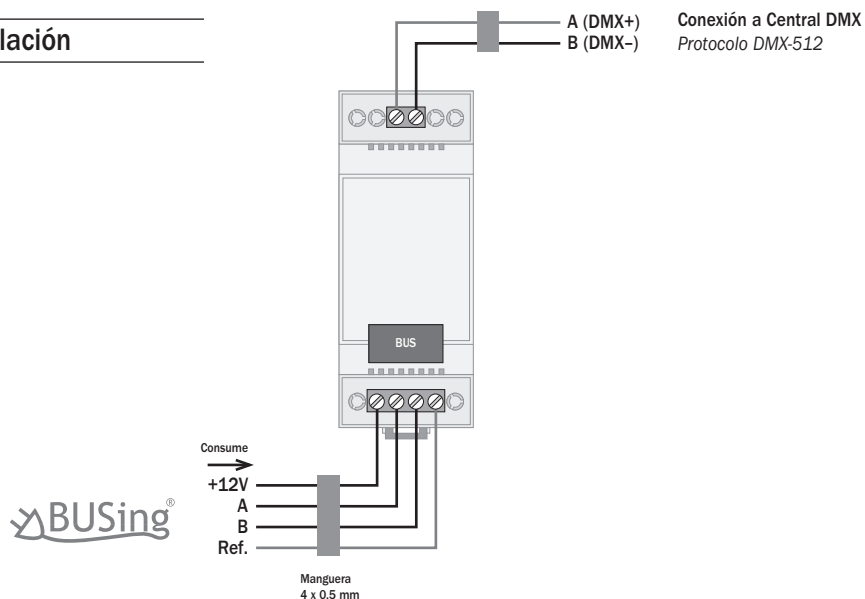 lación
A (DMX+)
B (DMX–)
Conexión a Central DMX
Protocolo DMX-512
BUS
Consume
+12V
A
B
Ref.
BUSing®
Manguera
4 x 0.5 mm